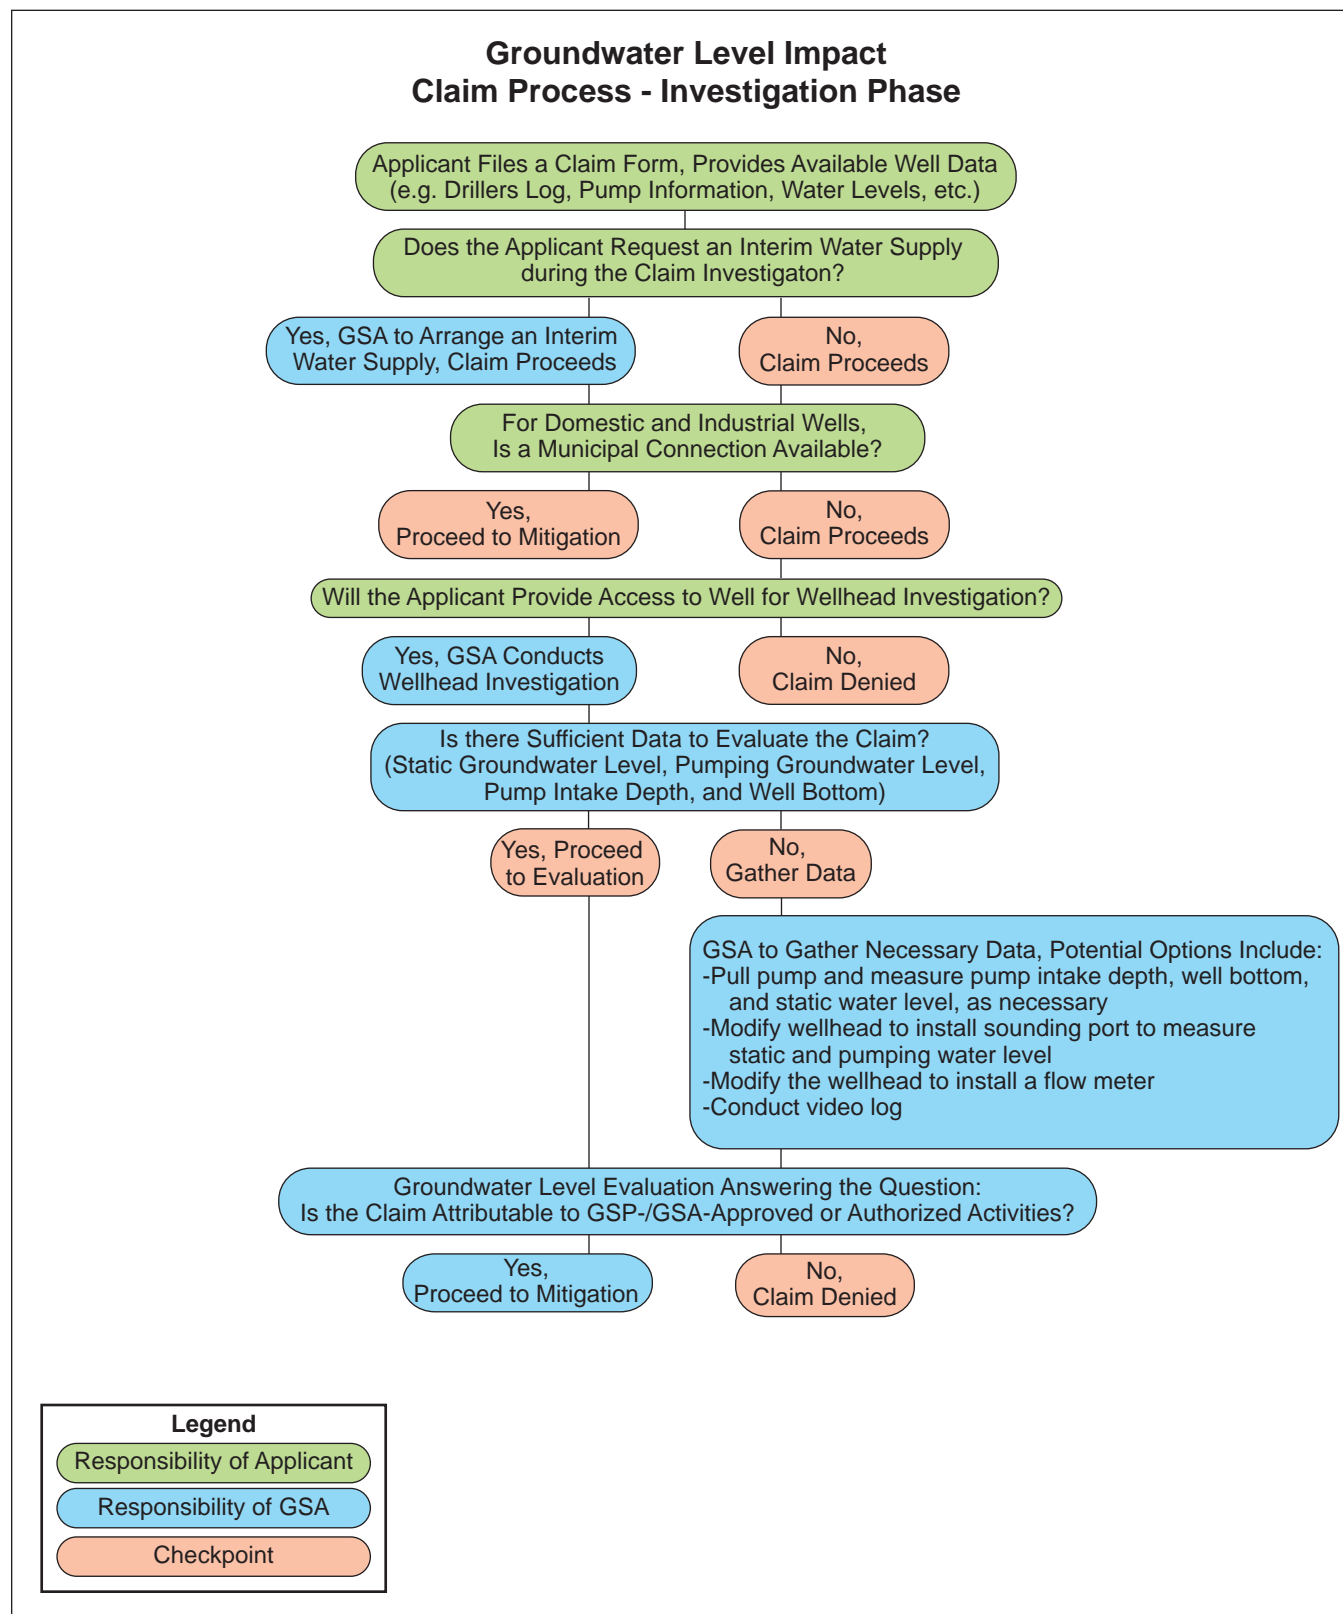 Groundwater Level Impact
Claim Process - Investigation Phase
Applicant Files a Claim Form, Provides Available Well Data
(e.g. Drillers Log, Pump Information, Water Levels, etc.)
Does the Applicant Request an Interim Water Supply
during the Claim Investigaton?
Yes, GSA to Arrange an Interim
Water Supply, Claim Proceeds
No,
Claim Proceeds
For Domestic and Industrial Wells,
Is a Municipal Connection Available?
Yes,
Proceed to Mitigation
No,
Claim Proceeds
Will the Applicant Provide Access to Well for Wellhead Investigation?
Yes, GSA Conducts
Wellhead Investigation
No,
Claim Denied
Is there Sufficient Data to Evaluate the Claim?
(Static Groundwater Level, Pumping Groundwater Level,
Pump Intake Depth, and Well Bottom)
Yes, Proceed
to Evaluation
No,
Gather Data
GSA to Gather Necessary Data, Potential Options Include:
-Pull pump and measure pump intake depth, well bottom,
and static water level, as necessary
-Modify wellhead to install sounding port to measure
static and pumping water level
-Modify the wellhead to install a flow meter
-Conduct video log
Groundwater Level Evaluation Answering the Question:
Is the Claim Attributable to GSP-/GSA-Approved or Authorized Activities?
Yes,
Proceed to Mitigation
No,
Claim Denied
Legend
Responsibility of Applicant
Responsibility of GSA
Checkpoint